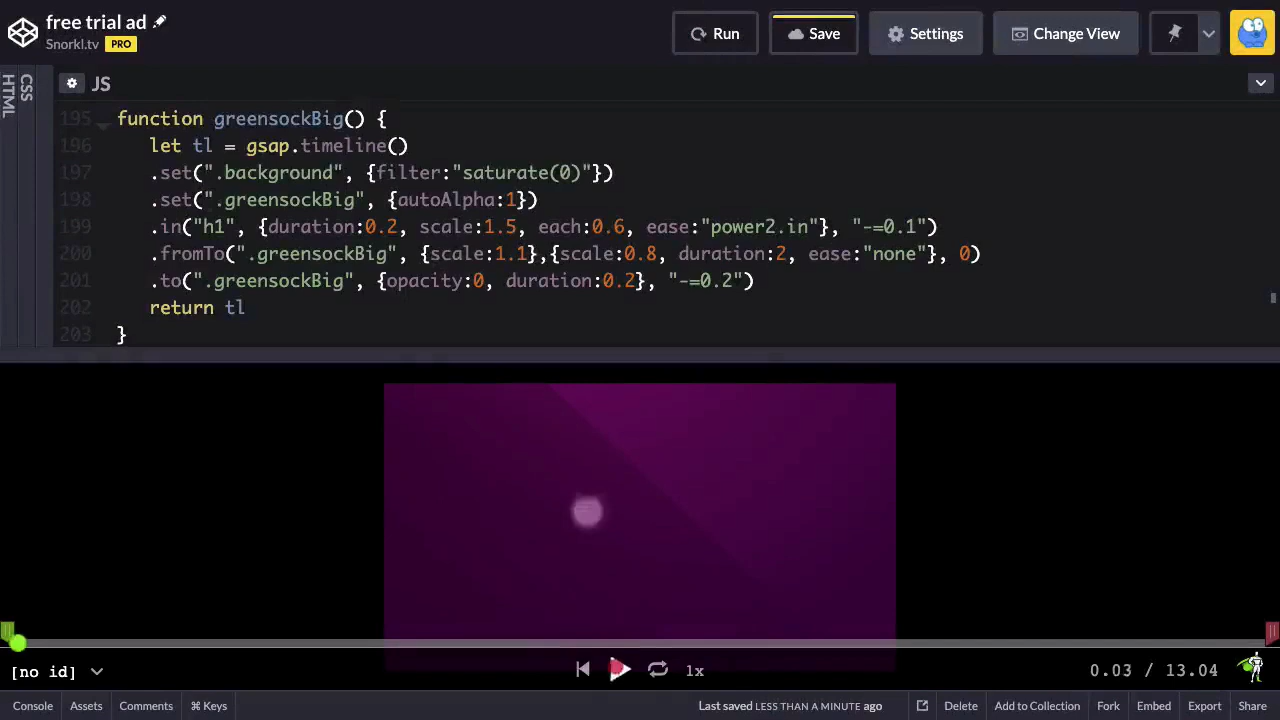 free trial ad
Snorkl.tv PRO
Run
Save
Settings
Change View
HTML
CSS
JS
195 function greensockBig() {
196 let tl = gsap.timeline()
197 .set(".background", {filter:"saturate(0)"})
198 .set(".greensockBig", {autoAlpha:1})
199 .in("h1", {duration:0.2, scale:1.5, each:0.6, ease:"power2.in"}, "-=0.1")
200 .fromTo(".greensockBig", {scale:1.1},{scale:0.8, duration:2, ease:"none"}, 0)
201 .to(".greensockBig", {opacity:0, duration:0.2}, "-=0.2")
202 return tl
203 }
[no id]
1x
0.03 / 13.04
Console Assets Comments ⌘ Keys Last saved LESS THAN A MINUTE ago Delete Add to Collection Fork Embed Export Share